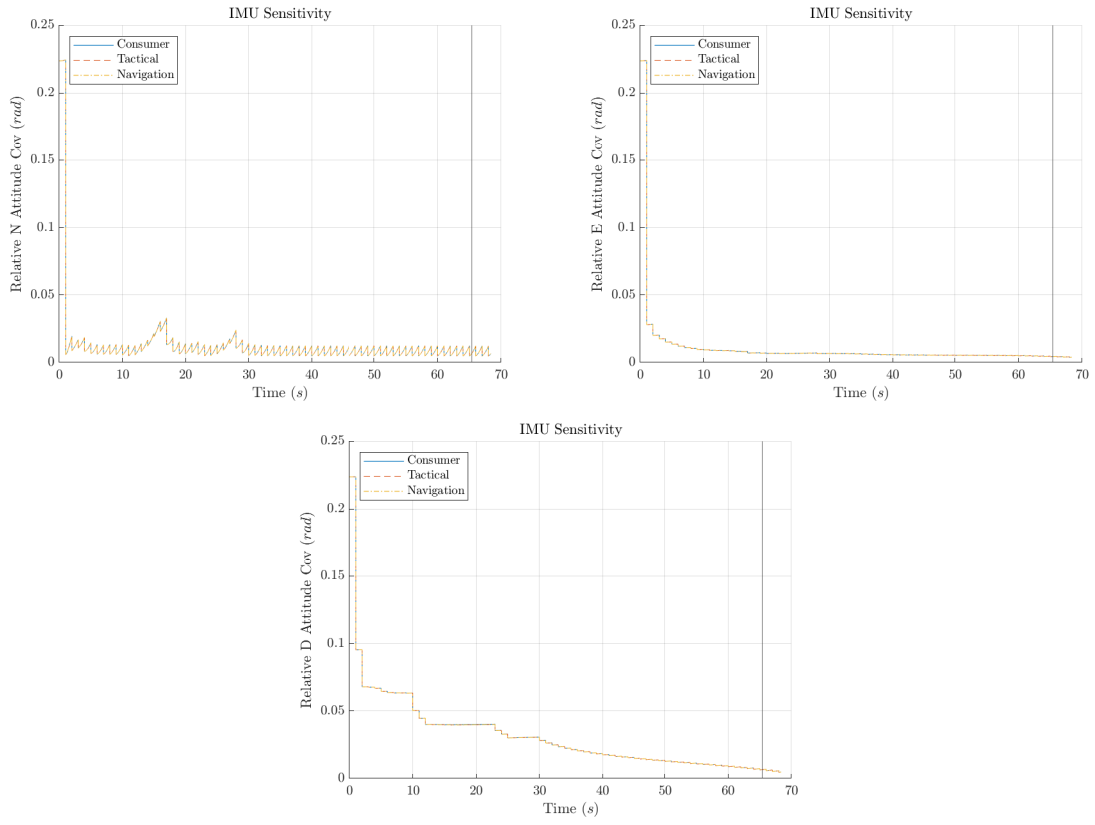 IMU Sensitivity
Relative N Attitude Cov (rad)
0.25
0.2
0.15
0.1
0.05
0
Consumer
Tactical
Navigation
0 10 20 30 40 50 60 70
Time (s)
IMU Sensitivity
Relative E Attitude Cov (rad)
0.25
0.2
0.15
0.1
0.05
0
Consumer
Tactical
Navigation
0 10 20 30 40 50 60 70
Time (s)
IMU Sensitivity
Relative D Attitude Cov (rad)
0.25
0.2
0.15
0.1
0.05
0
Consumer
Tactical
Navigation
0 10 20 30 40 50 60 70
Time (s)